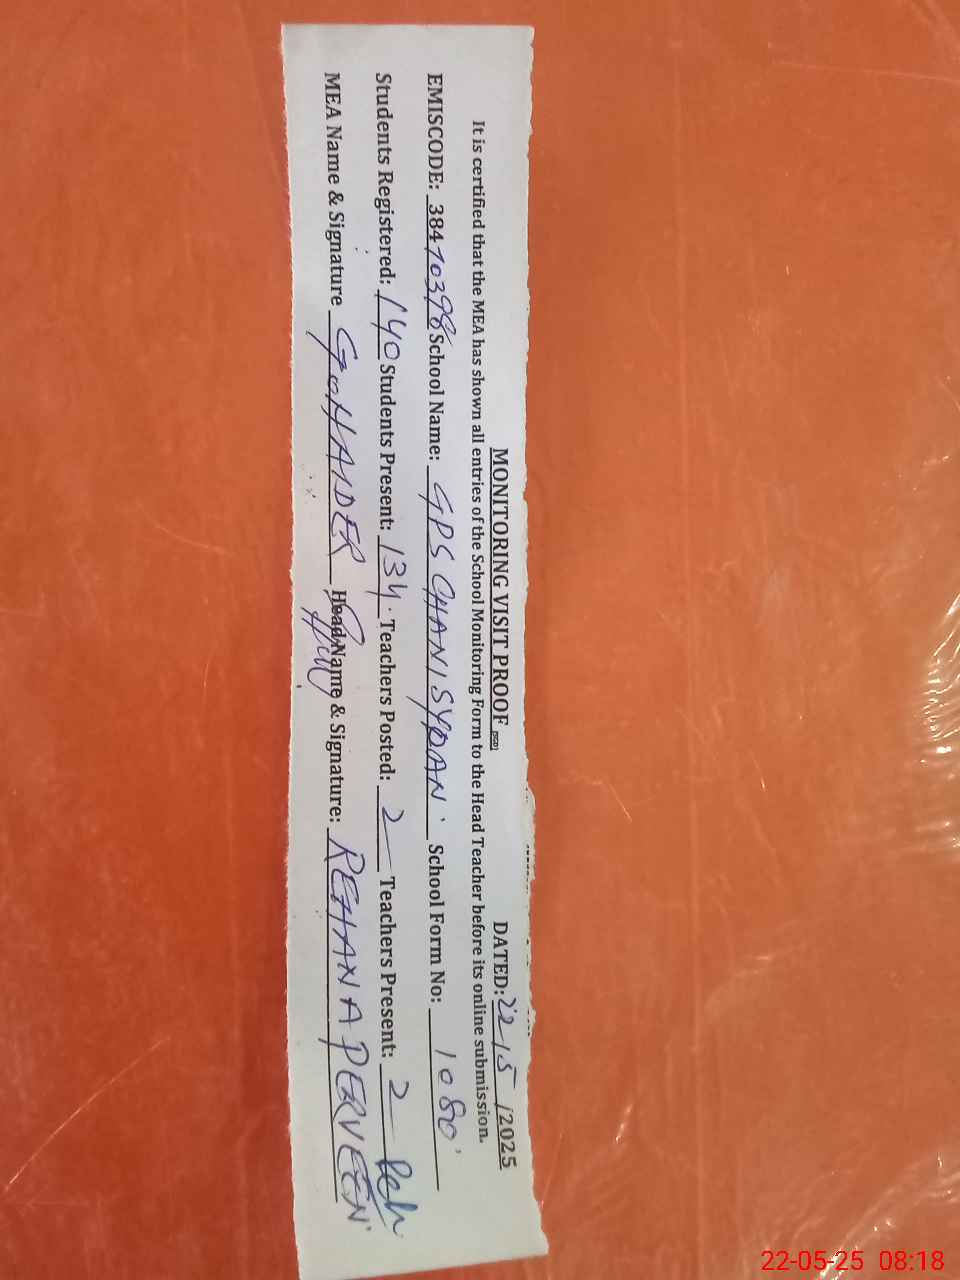 MONITORING VISIT PROOF (SGD) DATED: 22/5/2025
It is certified that the MEA has shown all entries of the School Monitoring Form to the Head Teacher before its online submission.
EMISCODE: 38410398 School Name: GPS CHANI SYDAN School Form No: 1080
Students Registered: 140 Students Present: 134 Teachers Posted: 2 Teachers Present: 2
MEA Name & Signature G. HAIDER Head Name & Signature: REHANA PERVEEN
22-05-25 08:18